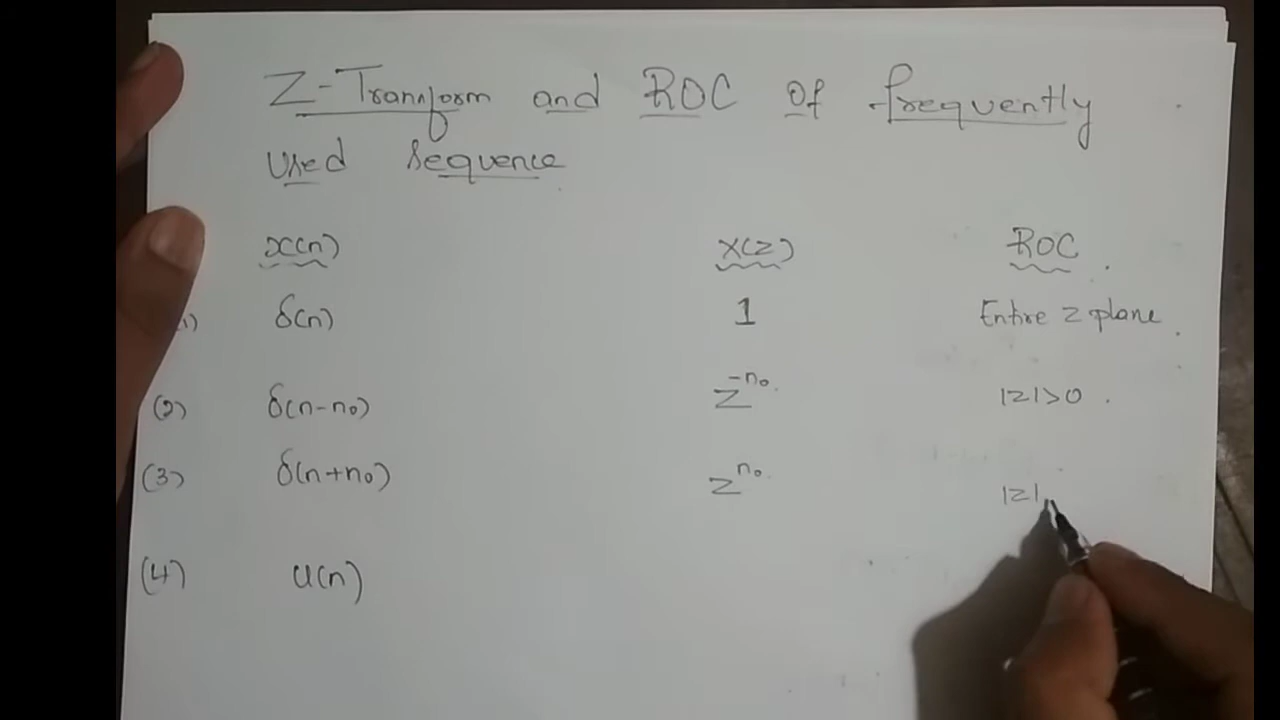 Z-Transform and ROC of frequently
used sequence
x(n) X(z) ROC
(1) δ(n) 1 Entire z plane
(2) δ(n-n₀) z^{-n₀} |z|>0
(3) δ(n+n₀) z^{n₀} |z|
(4) u(n)